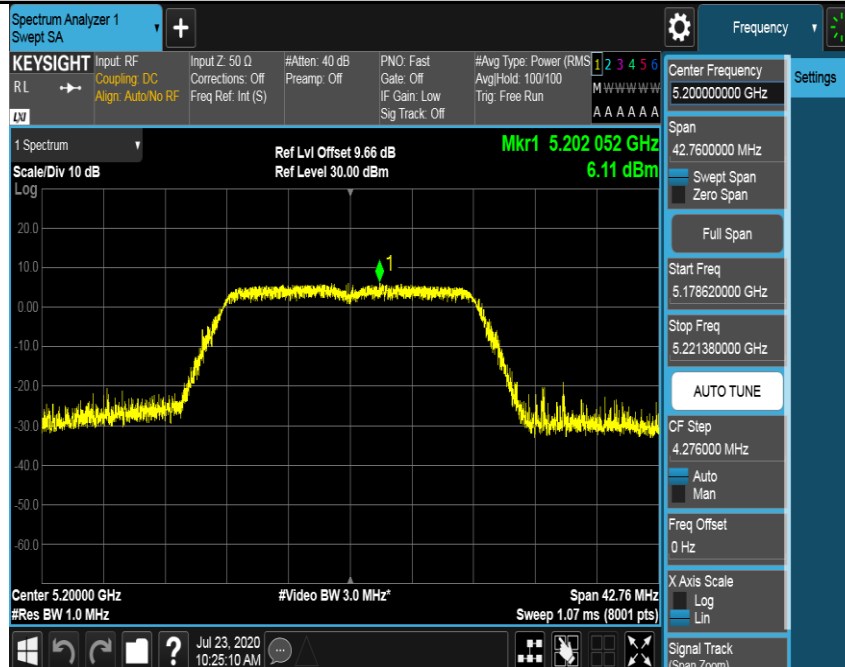 Spectrum Analyzer 1
Swept SA
+
Frequency
KEYSIGHT
RL
LXI
Input: RF
Coupling: DC
Align: Auto/No RF
Input Z: 50 Ω
Corrections: Off
Freq Ref: Int (S)
#Atten: 40 dB
Preamp: Off
PNO: Fast
Gate: Off
IF Gain: Low
Sig Track: Off
#Avg Type: Power (RMS
Avg|Hold: 100/100
Trig: Free Run
1 2 3 4 5 6
M W W W W W
A A A A A A
1 Spectrum
Scale/Div 10 dB
Log
Ref Lvl Offset 9.66 dB
Ref Level 30.00 dBm
Mkr1 5.202 052 GHz
6.11 dBm
1
20.0
10.0
0.00
-10.0
-20.0
-30.0
-40.0
-50.0
-60.0
Center 5.20000 GHz
#Res BW 1.0 MHz
#Video BW 3.0 MHz*
Span 42.76 MHz
Sweep 1.07 ms (8001 pts)
Center Frequency
5.200000000 GHz
Settings
Span
42.7600000 MHz
Swept Span
Zero Span
Full Span
Start Freq
5.178620000 GHz
Stop Freq
5.221380000 GHz
AUTO TUNE
CF Step
4.276000 MHz
Auto
Man
Freq Offset
0 Hz
X Axis Scale
Log
Lin
Signal Track
(Span Zoom)
?
Jul 23, 2020
10:25:10 AM